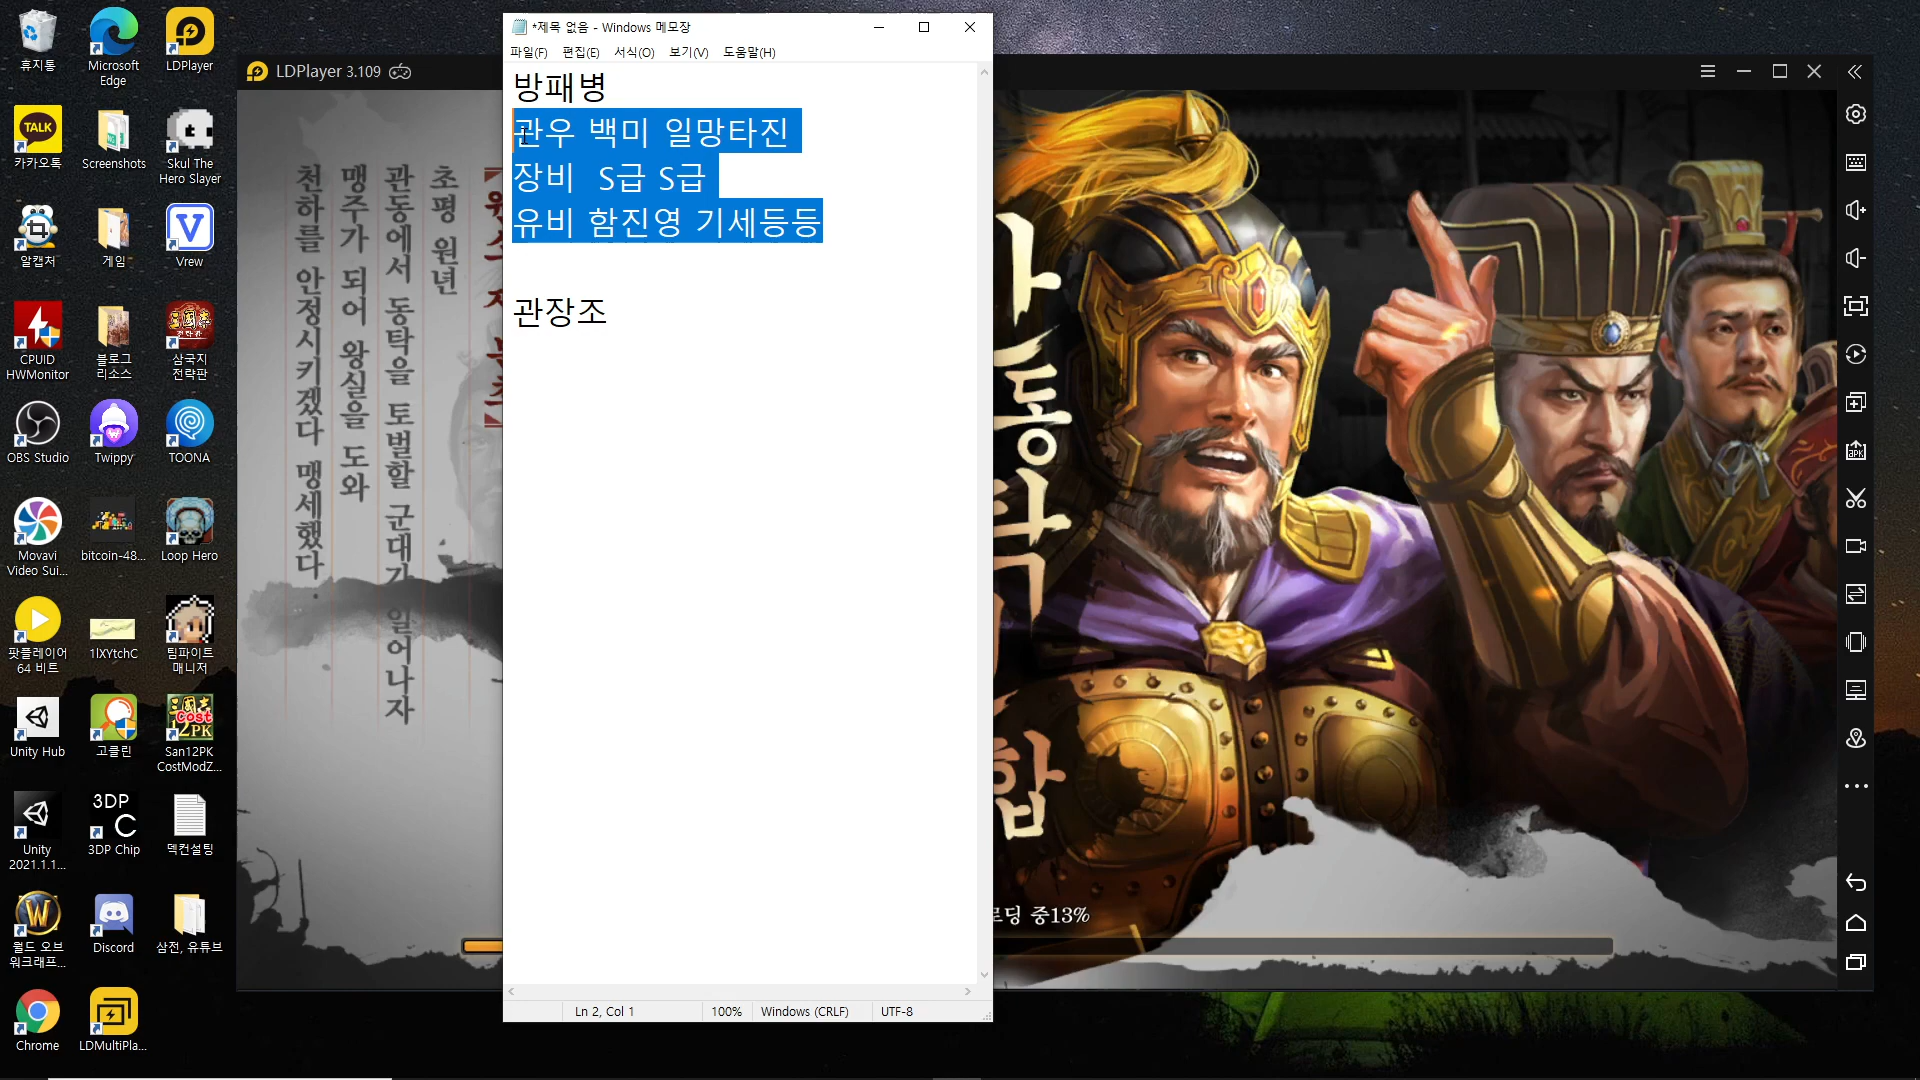 휴지통
Microsoft Edge
LDPlayer
TALK
카카오톡
Screenshots
Skul The Hero Slayer
알캡처
게임
Vrew
CPUID HWMonitor
블로그 리소스
삼국지 전략판
OBS Studio
Twippy
TOONA
Movavi Video Sui...
bitcoin-48...
Loop Hero
팟플레이어 64 비트
1lXYtchC
팀파이트 매니저
Unity Hub
고클린
San12PK CostModZ...
Unity 2021.1.1...
3DP Chip
덱컨설팅
월드 오브 워크래프...
Discord
삼전, 유튜브
Chrome
LDMultiPla...
LDPlayer 3.109
초평 원년
관동에서 동탁을 토벌할 군대가 일어나자
맹주가 되어 왕실을 도와
천하를 안정시키겠다 맹세했다.
*제목 없음 - Windows 메모장
파일(F) 편집(E) 서식(O) 보기(V) 도움말(H)
방패병
관우 백미 일망타진
장비 S급 S급
유비 함진영 기세등등
관장조
Ln 2, Col 1
100%
Windows (CRLF)
UTF-8
로딩 중13%